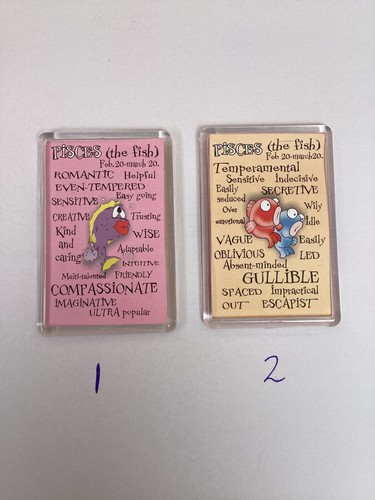 PISCES (the fish)
Feb. 20-march 20.
ROMANTIC Helpful
EVEN-TEMPERED
Easy going
SENSITIVE
CREATIVE Trusting
Kind and caring
WISE
Adaptable
INTUITIVE
Multi-talented FRIENDLY
COMPASSIONATE
IMAGINATIVE
ULTRA popular
1
PISCES (the fish)
Feb 20-march20.
Temperamental
Sensitive Indecisive
Easily seduced
SECRETIVE
Over emotional
Wily
Idle
VAGUE Easily
OBLIVIOUS LED
Absent-minded
GULLIBLE
SPACED Impractical
OUT ESCAPIST
2